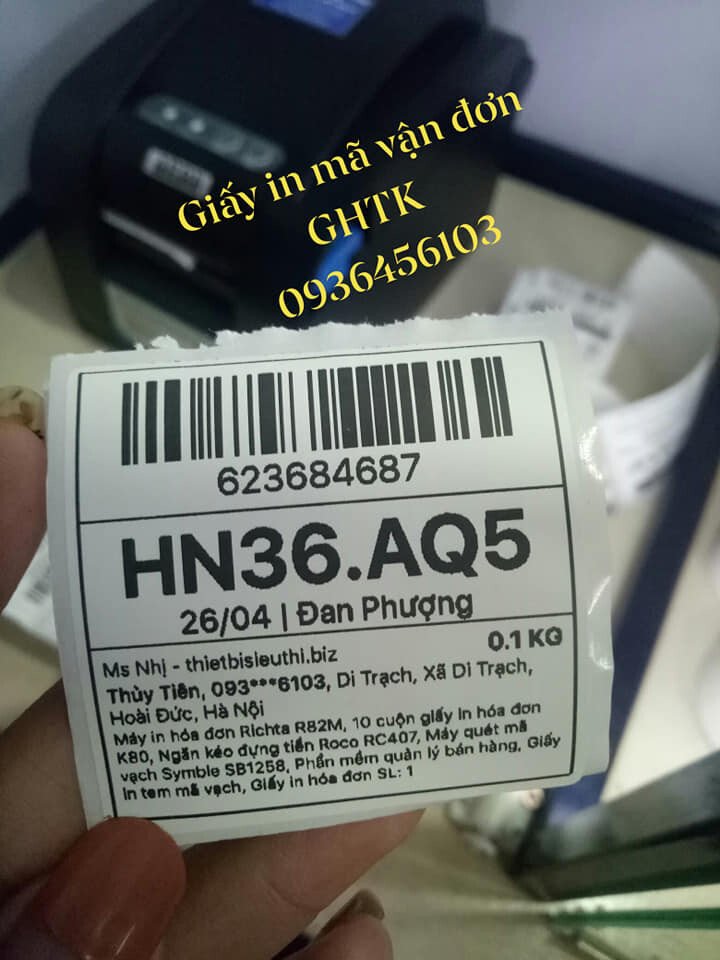 Giấy in mã vận đơn
GHTK
0936456103
623684687
HN36.AQ5
26/04 | Đan Phượng
0.1 KG
Ms Nhị - thietbisieuthi.biz
Thủy Tiên, 093***6103, Di Trạch, Xã Di Trạch,
Hoài Đức, Hà Nội
Máy in hóa đơn Richta R82M, 10 cuộn giấy in hóa đơn
K80, Ngăn kéo đựng tiền Roco RC407, Máy quét mã
vạch Symble SB1258, Phần mềm quản lý bán hàng, Giấy
in tem mã vạch, Giấy in hóa đơn SL: 1